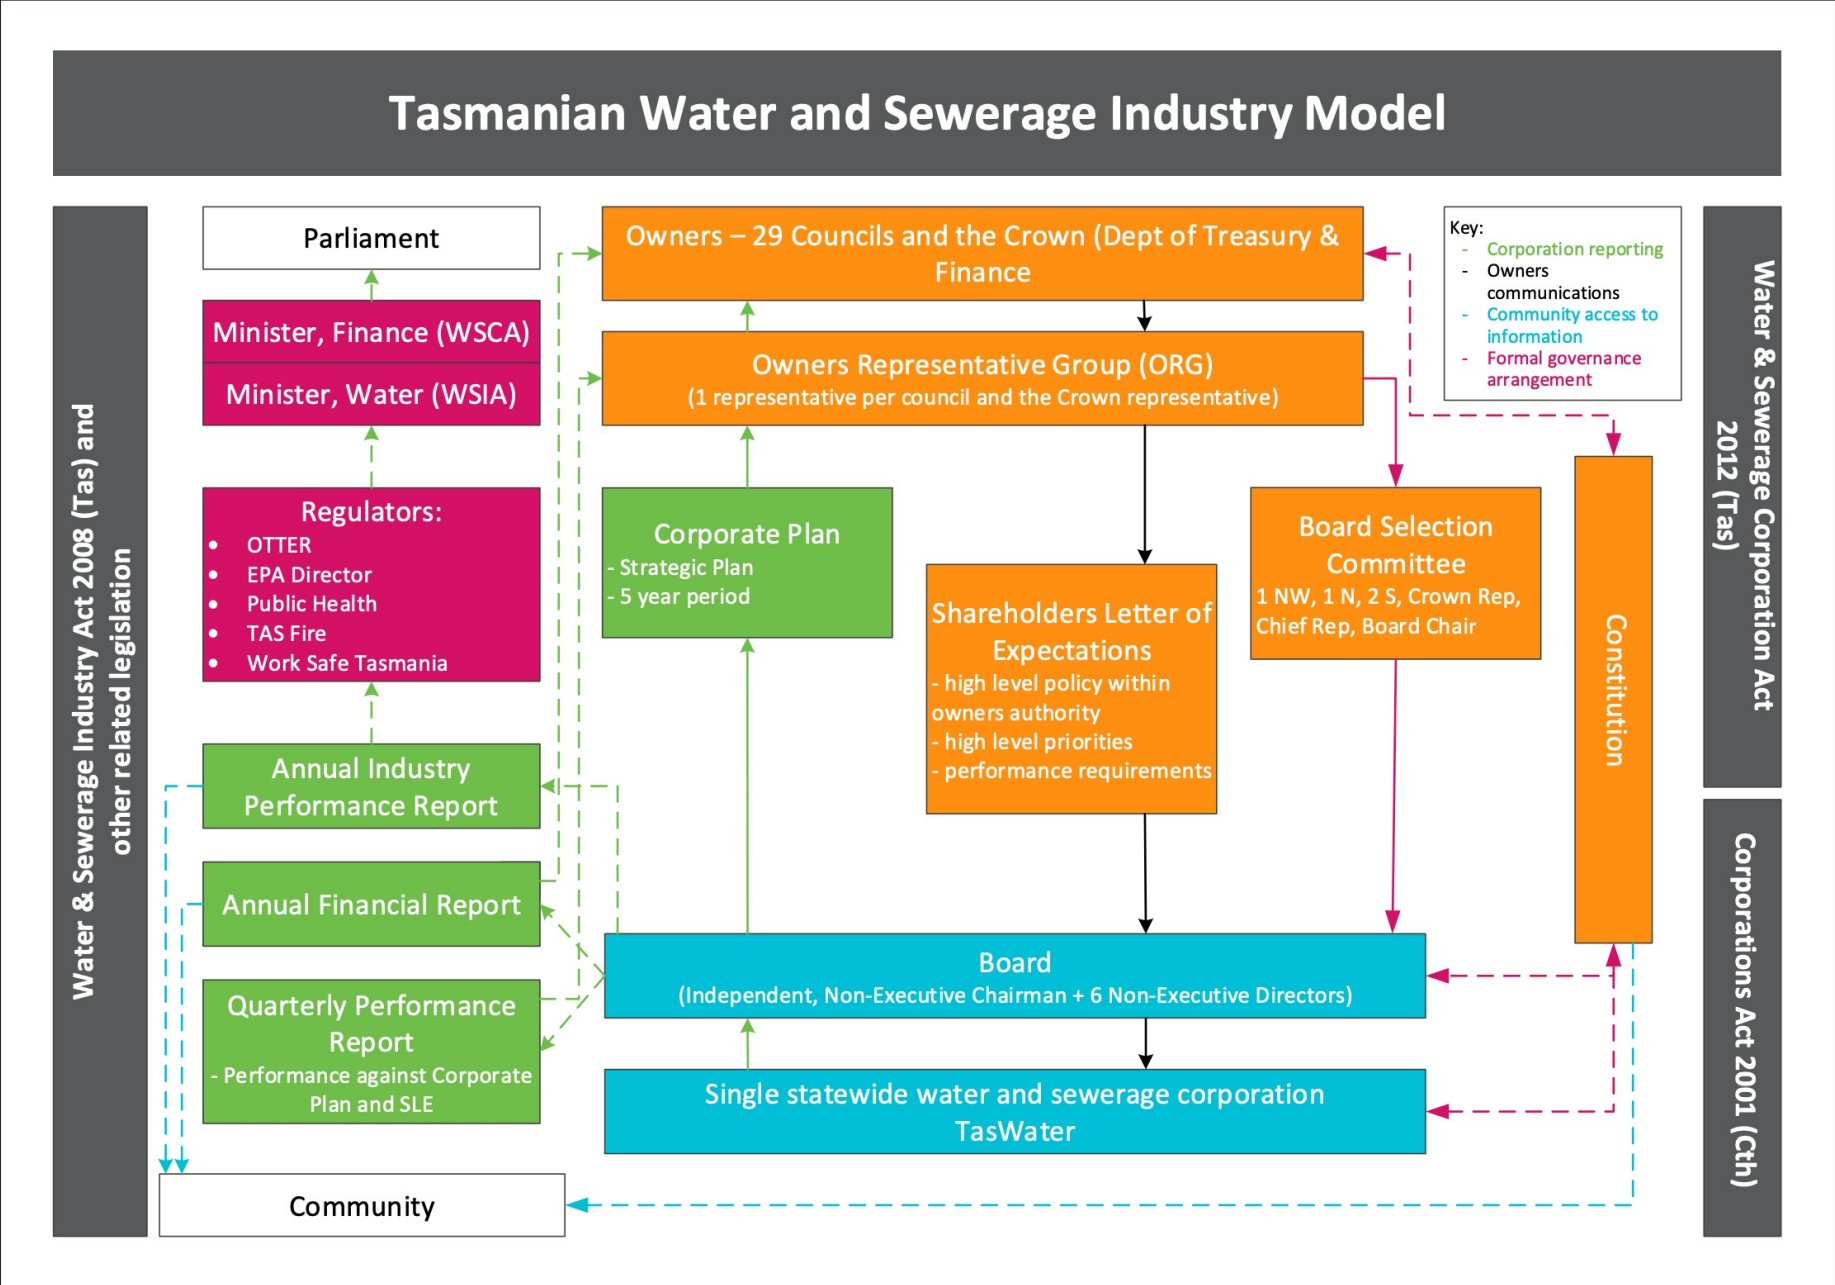 Tasmanian Water and Sewerage Industry Model
Water & Sewerage Industry Act 2008 (Tas) and
other related legislation
Parliament
Minister, Finance (WSCA)
Minister, Water (WSIA)
Regulators:
• OTTER
• EPA Director
• Public Health
• TAS Fire
• Work Safe Tasmania
Annual Industry
Performance Report
Annual Financial Report
Quarterly Performance
Report
- Performance against Corporate
Plan and SLE
Community
Owners – 29 Councils and the Crown (Dept of Treasury &
Finance
Owners Representative Group (ORG)
(1 representative per council and the Crown representative)
Corporate Plan
- Strategic Plan
- 5 year period
Shareholders Letter of
Expectations
- high level policy within
owners authority
- high level priorities
- performance requirements
Board Selection
Committee
1 NW, 1 N, 2 S, Crown Rep,
Chief Rep, Board Chair
Board
(Independent, Non-Executive Chairman + 6 Non-Executive Directors)
Single statewide water and sewerage corporation
TasWater
Key:
- Corporation reporting
- Owners
communications
- Community access to
information
- Formal governance
arrangement
Constitution
Water & Sewerage Corporation Act
2012 (Tas)
Corporations Act 2001 (Cth)